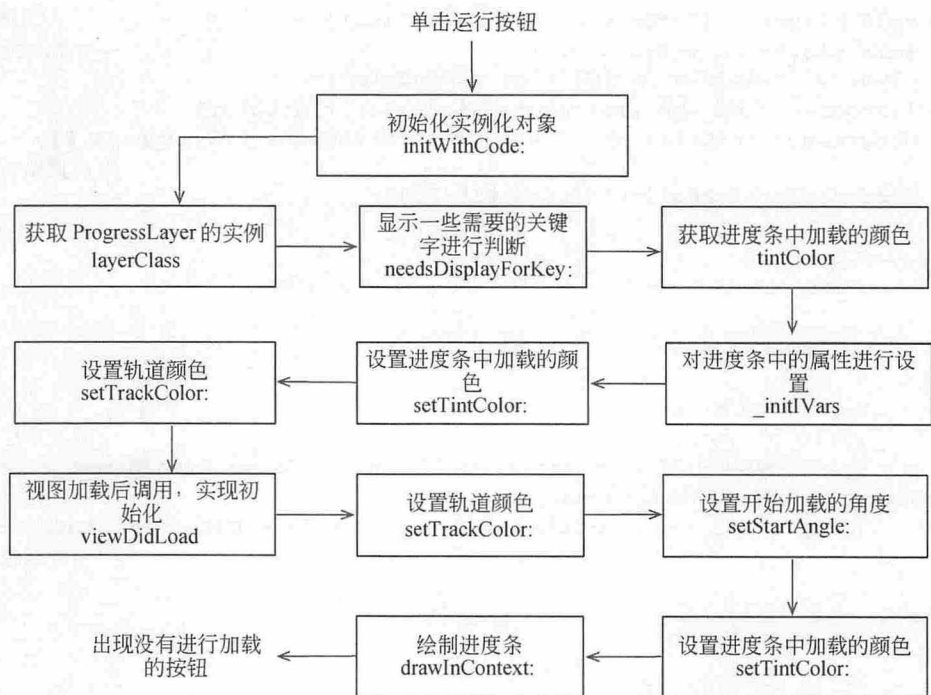 单击运行按钮
初始化实例化对象
initWithCode:
获取 ProgressLayer 的实例
layerClass
显示一些需要的关键
字进行判断
needsDisplayForKey:
获取进度条中加载的颜色
tintColor
对进度条中的属性进行设
置
_initIVars
设置进度条中加载的颜
色
setTintColor:
设置轨道颜色
setTrackColor:
视图加载后调用，实现初
始化
viewDidLoad
设置轨道颜色
setTrackColor:
设置开始加载的角度
setStartAngle:
设置进度条中加载的颜色
setTintColor:
绘制进度条
drawInContext:
出现没有进行加载
的按钮